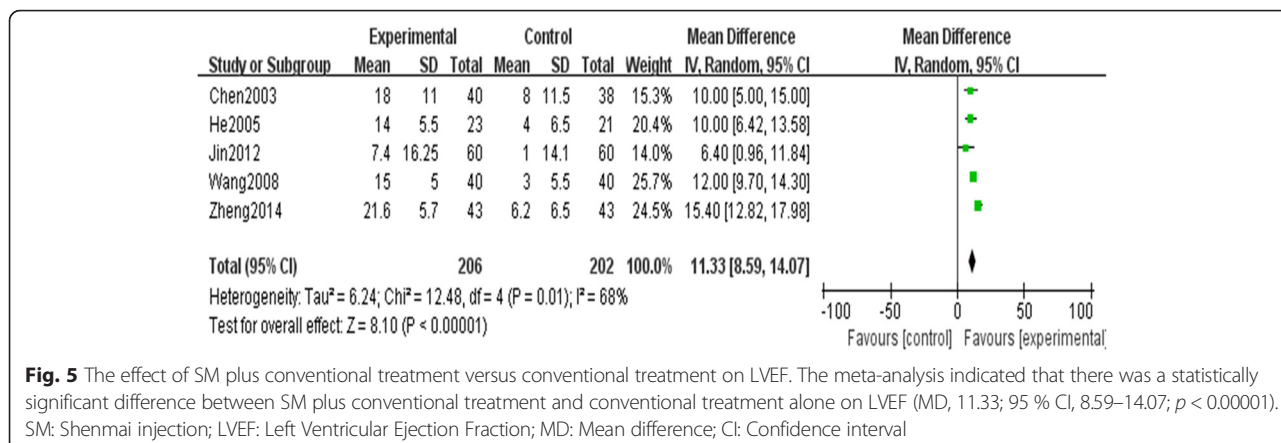 Experimental Control Mean Difference Mean Difference
Study or Subgroup Mean SD Total Mean SD Total Weight IV, Random, 95% CI IV, Random, 95% CI
Chen2003 18 11 40 8 11.5 38 15.3% 10.00 [5.00, 15.00]
He2005 14 5.5 23 4 6.5 21 20.4% 10.00 [6.42, 13.58]
Jin2012 7.4 16.25 60 1 14.1 60 14.0% 6.40 [0.96, 11.84]
Wang2008 15 5 40 3 5.5 40 25.7% 12.00 [9.70, 14.30]
Zheng2014 21.6 5.7 43 6.2 6.5 43 24.5% 15.40 [12.82, 17.98]
Total (95% CI) 206 202 100.0% 11.33 [8.59, 14.07]
Heterogeneity: Tau² = 6.24; Chi² = 12.48, df = 4 (P = 0.01); I² = 68%
Test for overall effect: Z = 8.10 (P < 0.00001)
-100 -50 0 50 100
Favours [control] Favours [experimental]
Fig. 5 The effect of SM plus conventional treatment versus conventional treatment on LVEF. The meta-analysis indicated that there was a statistically
significant difference between SM plus conventional treatment and conventional treatment alone on LVEF (MD, 11.33; 95 % CI, 8.59–14.07; p < 0.00001).
SM: Shenmai injection; LVEF: Left Ventricular Ejection Fraction; MD: Mean difference; CI: Confidence interval